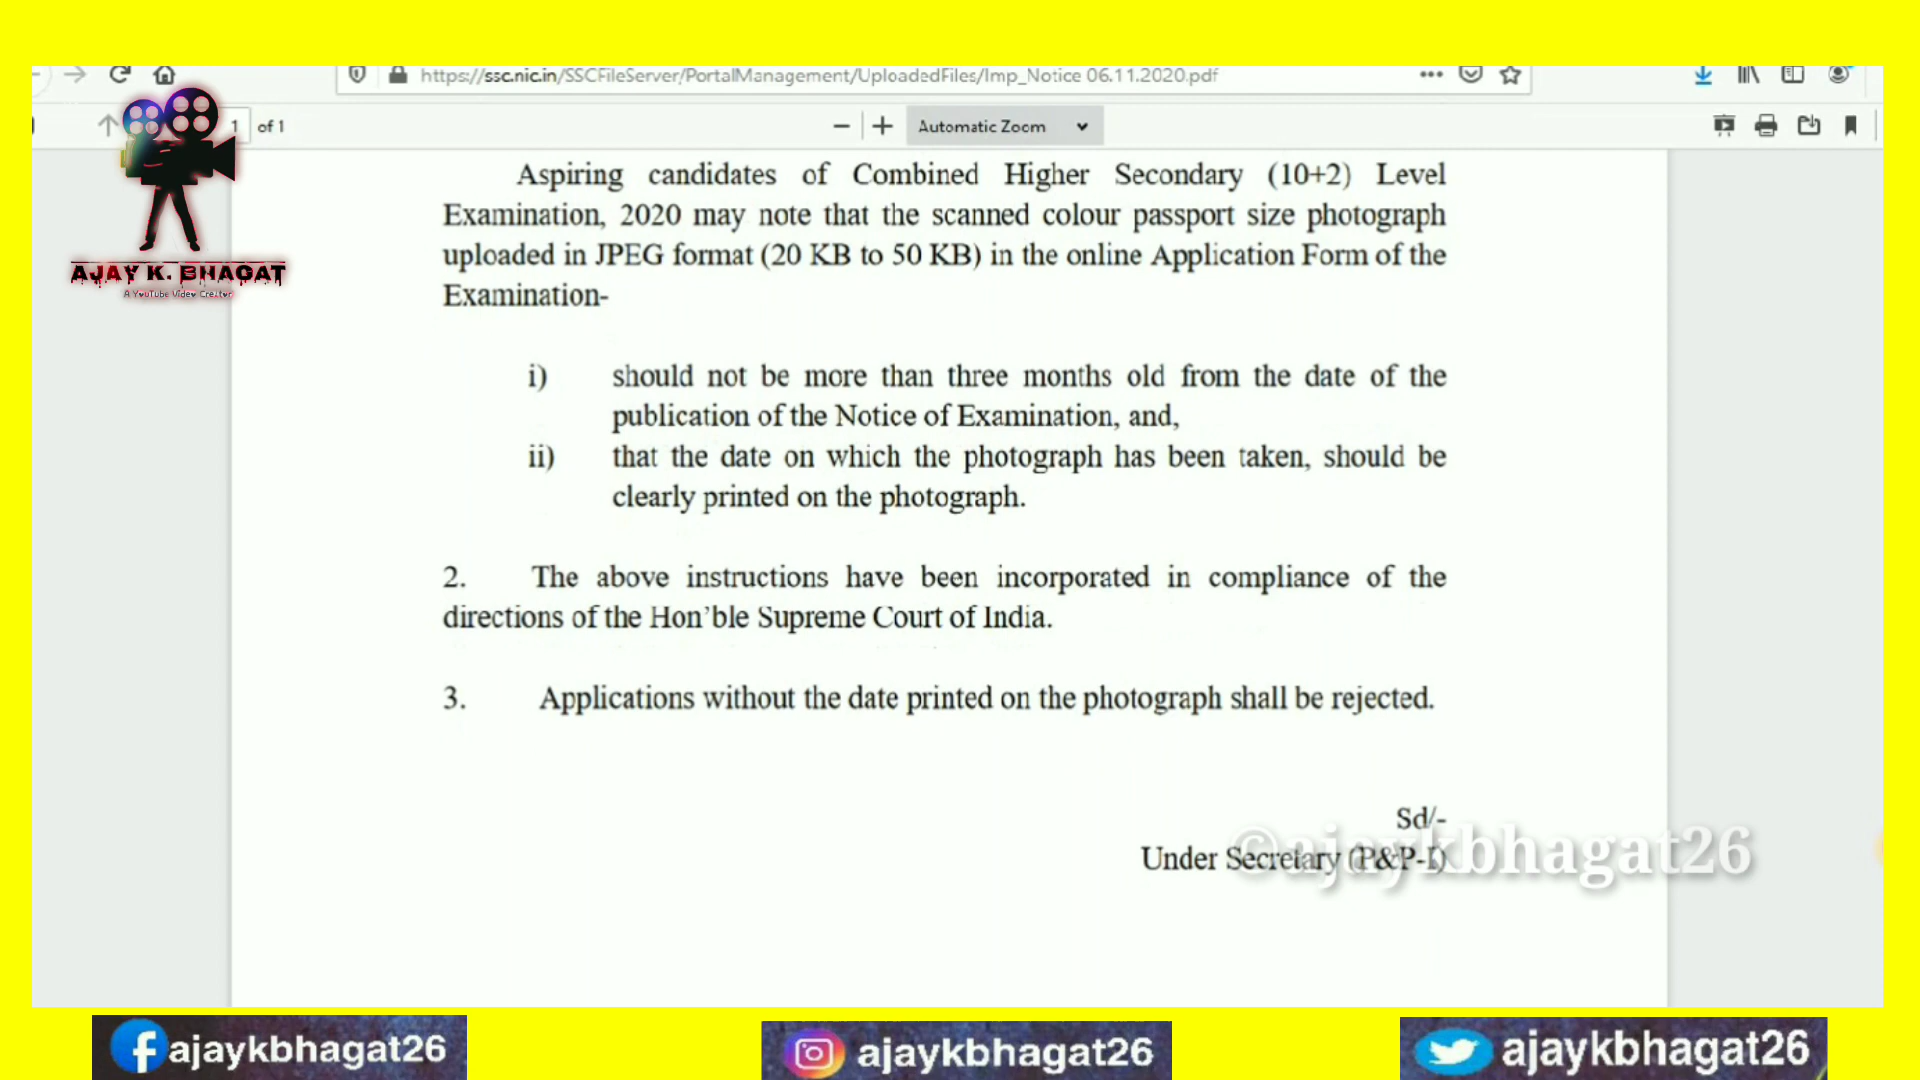 https://ssc.nic.in/SSCFileServer/PortalManagement/UploadedFiles/Imp_Notice 06.11.2020.pdf
1 of 1
Automatic Zoom
AJAY K. BHAGAT
A YouTube Video Creator
Aspiring candidates of Combined Higher Secondary (10+2) Level
Examination, 2020 may note that the scanned colour passport size photograph
uploaded in JPEG format (20 KB to 50 KB) in the online Application Form of the
Examination-
i) should not be more than three months old from the date of the
publication of the Notice of Examination, and,
ii) that the date on which the photograph has been taken, should be
clearly printed on the photograph.
2. The above instructions have been incorporated in compliance of the
directions of the Hon’ble Supreme Court of India.
3. Applications without the date printed on the photograph shall be rejected.
Sd/-
Under Secretary (P&P-I)
©ajaykbhagat26
ajaykbhagat26
ajaykbhagat26
ajaykbhagat26